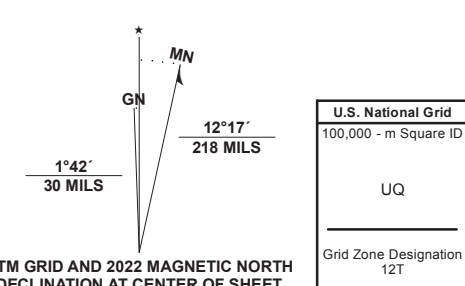 ★
MN
GN
12°17´
218 MILS
1°42´
30 MILS
TM GRID AND 2022 MAGNETIC NORTH
DECLINATION AT CENTER OF SHEET
U.S. National Grid
100,000 - m Square ID
UQ
Grid Zone Designation
12T